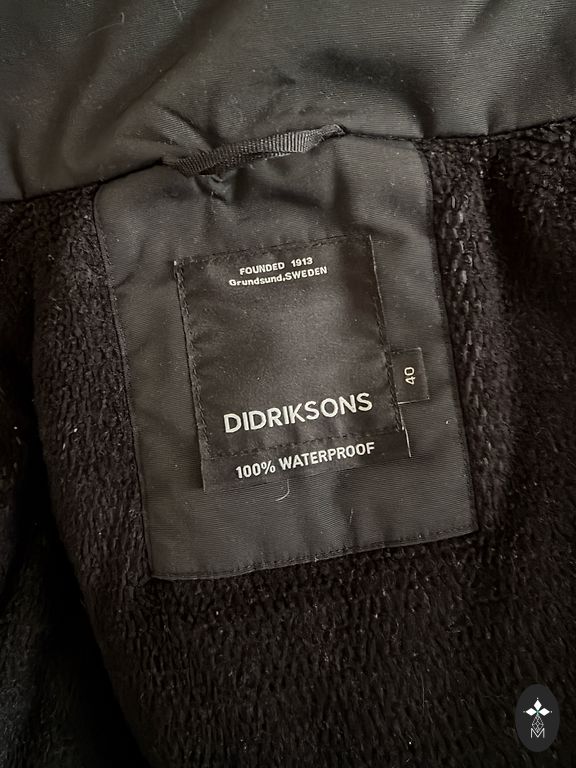 FOUNDED 1913
Grundsund,SWEDEN
40
DIDRIKSONS
100% WATERPROOF
M